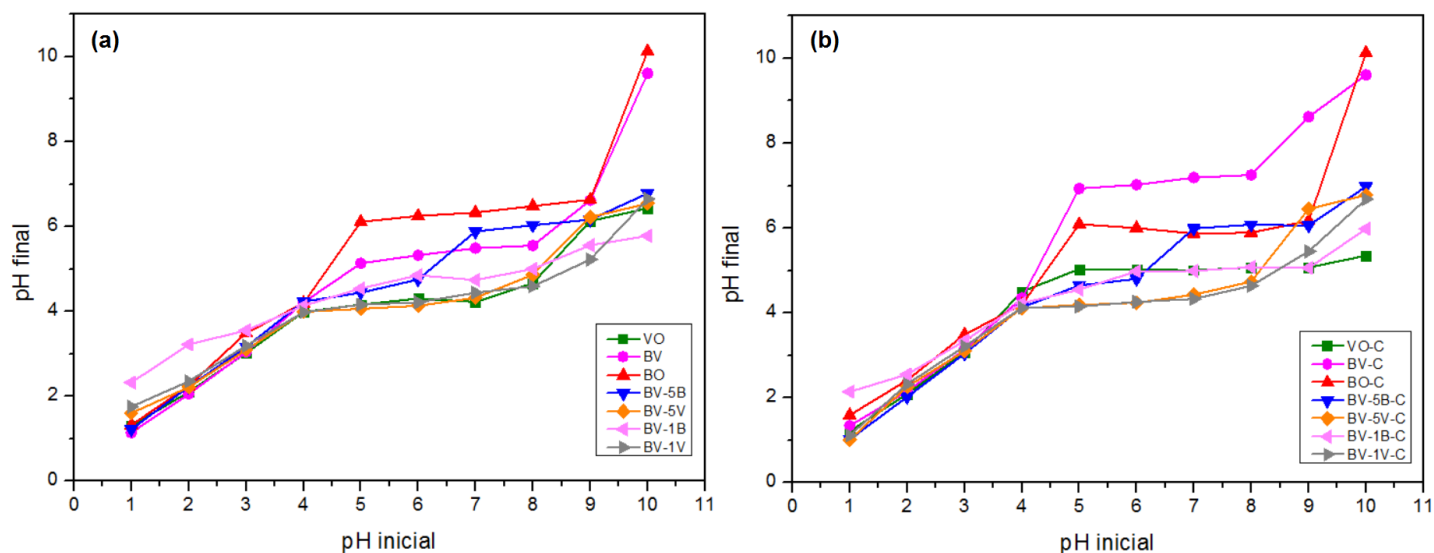 (a)
pH final
10
8
6
4
2
0
0 1 2 3 4 5 6 7 8 9 10 11
pH inicial
VO
BV
BO
BV-5B
BV-5V
BV-1B
BV-1V
(b)
pH final
10
8
6
4
2
0
0 1 2 3 4 5 6 7 8 9 10 11
pH inicial
VO-C
BV-C
BO-C
BV-5B-C
BV-5V-C
BV-1B-C
BV-1V-C